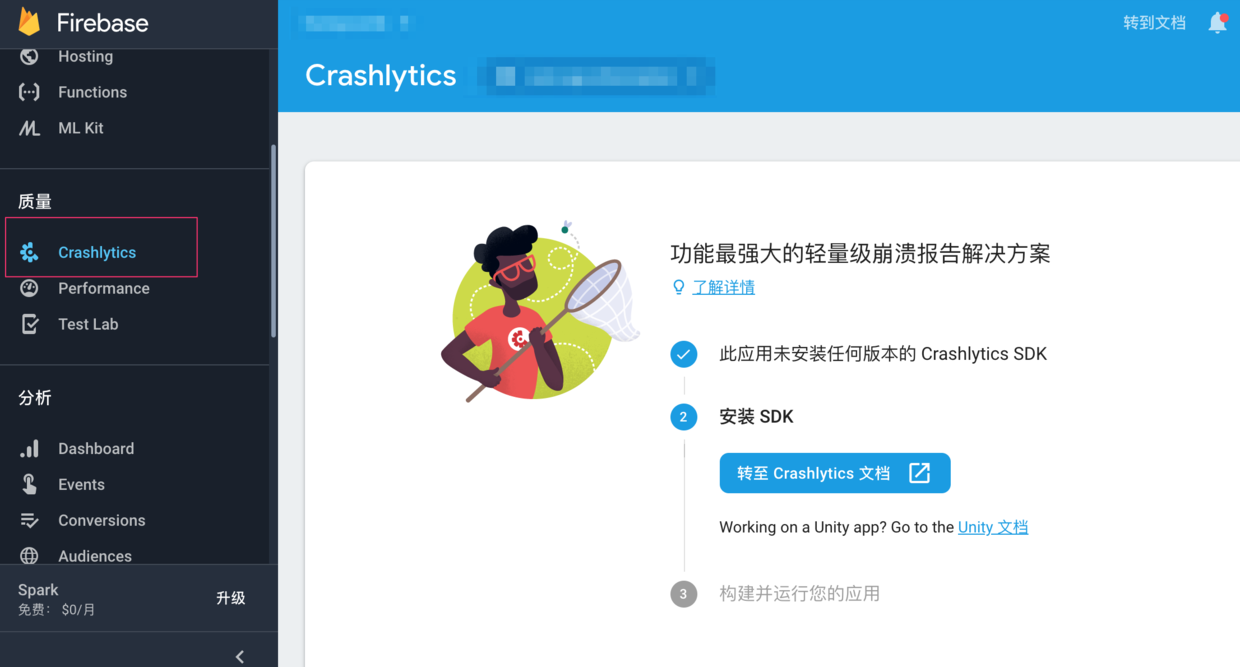 Firebase
Hosting
Functions
ML Kit
质量
Crashlytics
Performance
Test Lab
分析
Dashboard
Events
Conversions
Audiences
Spark
免费： $0/月
升级
转到文档
Crashlytics
功能最强大的轻量级崩溃报告解决方案
了解详情
此应用未安装任何版本的 Crashlytics SDK
2 安装 SDK
转至 Crashlytics 文档
Working on a Unity app? Go to the Unity 文档
3 构建并运行您的应用